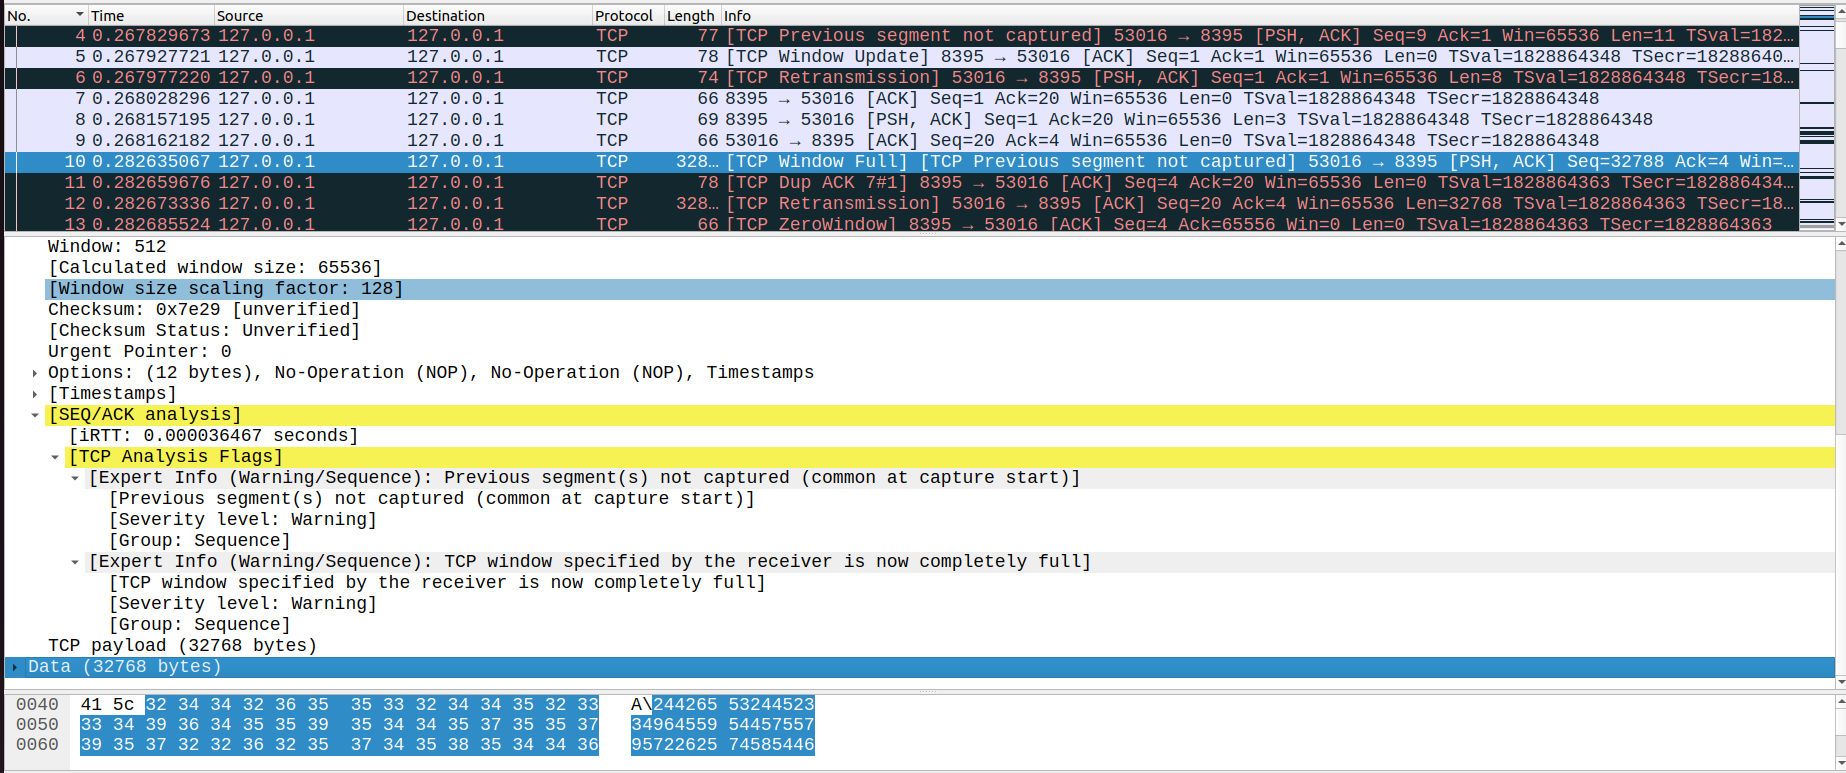 No. Time Source Destination Protocol Length Info
4 0.267829673 127.0.0.1 127.0.0.1 TCP 77 [TCP Previous segment not captured] 53016 → 8395 [PSH, ACK] Seq=9 Ack=1 Win=65536 Len=11 TSval=182…
5 0.267927721 127.0.0.1 127.0.0.1 TCP 78 [TCP Window Update] 8395 → 53016 [ACK] Seq=1 Ack=1 Win=65536 Len=0 TSval=1828864348 TSecr=18288640…
6 0.267977220 127.0.0.1 127.0.0.1 TCP 74 [TCP Retransmission] 53016 → 8395 [PSH, ACK] Seq=1 Ack=1 Win=65536 Len=8 TSval=1828864348 TSecr=18…
7 0.268028296 127.0.0.1 127.0.0.1 TCP 66 8395 → 53016 [ACK] Seq=1 Ack=20 Win=65536 Len=0 TSval=1828864348 TSecr=1828864348
8 0.268157195 127.0.0.1 127.0.0.1 TCP 69 8395 → 53016 [PSH, ACK] Seq=1 Ack=20 Win=65536 Len=3 TSval=1828864348 TSecr=1828864348
9 0.268162182 127.0.0.1 127.0.0.1 TCP 66 53016 → 8395 [ACK] Seq=20 Ack=4 Win=65536 Len=0 TSval=1828864348 TSecr=1828864348
10 0.282635067 127.0.0.1 127.0.0.1 TCP 328… [TCP Window Full] [TCP Previous segment not captured] 53016 → 8395 [PSH, ACK] Seq=32788 Ack=4 Win=…
11 0.282659676 127.0.0.1 127.0.0.1 TCP 78 [TCP Dup ACK 7#1] 8395 → 53016 [ACK] Seq=4 Ack=20 Win=65536 Len=0 TSval=1828864363 TSecr=182886434…
12 0.282673336 127.0.0.1 127.0.0.1 TCP 328… [TCP Retransmission] 53016 → 8395 [ACK] Seq=20 Ack=4 Win=65536 Len=32768 TSval=1828864363 TSecr=18…
13 0.282685524 127.0.0.1 127.0.0.1 TCP 66 [TCP ZeroWindow] 8395 → 53016 [ACK] Seq=4 Ack=65556 Win=0 Len=0 TSval=1828864363 TSecr=1828864363
Window: 512
[Calculated window size: 65536]
[Window size scaling factor: 128]
Checksum: 0x7e29 [unverified]
[Checksum Status: Unverified]
Urgent Pointer: 0
Options: (12 bytes), No-Operation (NOP), No-Operation (NOP), Timestamps
[Timestamps]
[SEQ/ACK analysis]
[iRTT: 0.000036467 seconds]
[TCP Analysis Flags]
[Expert Info (Warning/Sequence): Previous segment(s) not captured (common at capture start)]
[Previous segment(s) not captured (common at capture start)]
[Severity level: Warning]
[Group: Sequence]
[Expert Info (Warning/Sequence): TCP window specified by the receiver is now completely full]
[TCP window specified by the receiver is now completely full]
[Severity level: Warning]
[Group: Sequence]
TCP payload (32768 bytes)
Data (32768 bytes)
0040 41 5c 32 34 34 32 36 35 35 33 32 34 34 35 32 33 A\244265 53244523
0050 33 34 39 36 34 35 35 39 35 34 34 35 37 35 35 37 34964559 54457557
0060 39 35 37 32 32 36 32 35 37 34 35 38 35 34 34 36 95722625 74585446